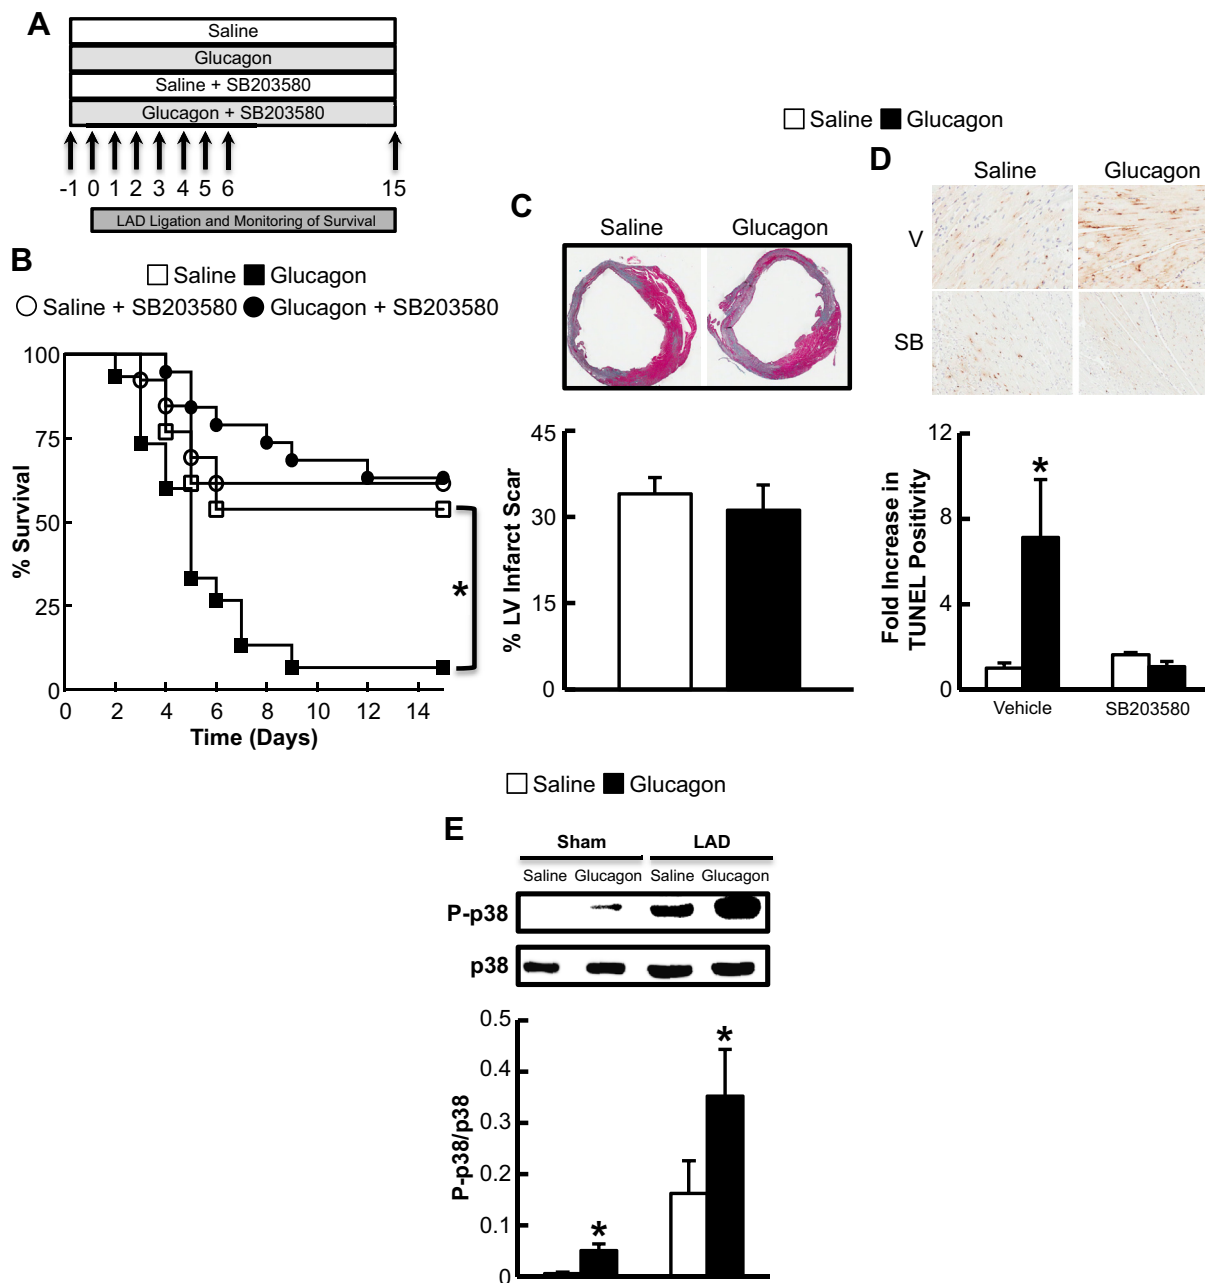 A
Saline
Glucagon
Saline + SB203580
Glucagon + SB203580
-1 0 1 2 3 4 5 6 15
LAD Ligation and Monitoring of Survival
B
Saline Glucagon
Saline + SB203580 Glucagon + SB203580
% Survival
100
75
50
25
0
*
0 2 4 6 8 10 12 14
Time (Days)
C
Saline Glucagon
% LV Infarct Scar
45
30
15
0
Saline Glucagon
D
Saline Glucagon
V
SB
Fold Increase in
TUNEL Positivity
12
8
4
0
*
Vehicle SB203580
Saline Glucagon
E
Sham LAD
Saline Glucagon Saline Glucagon
P-p38
p38
P-p38/p38
0.5
0.4
0.3
0.2
0.1
0
*
*